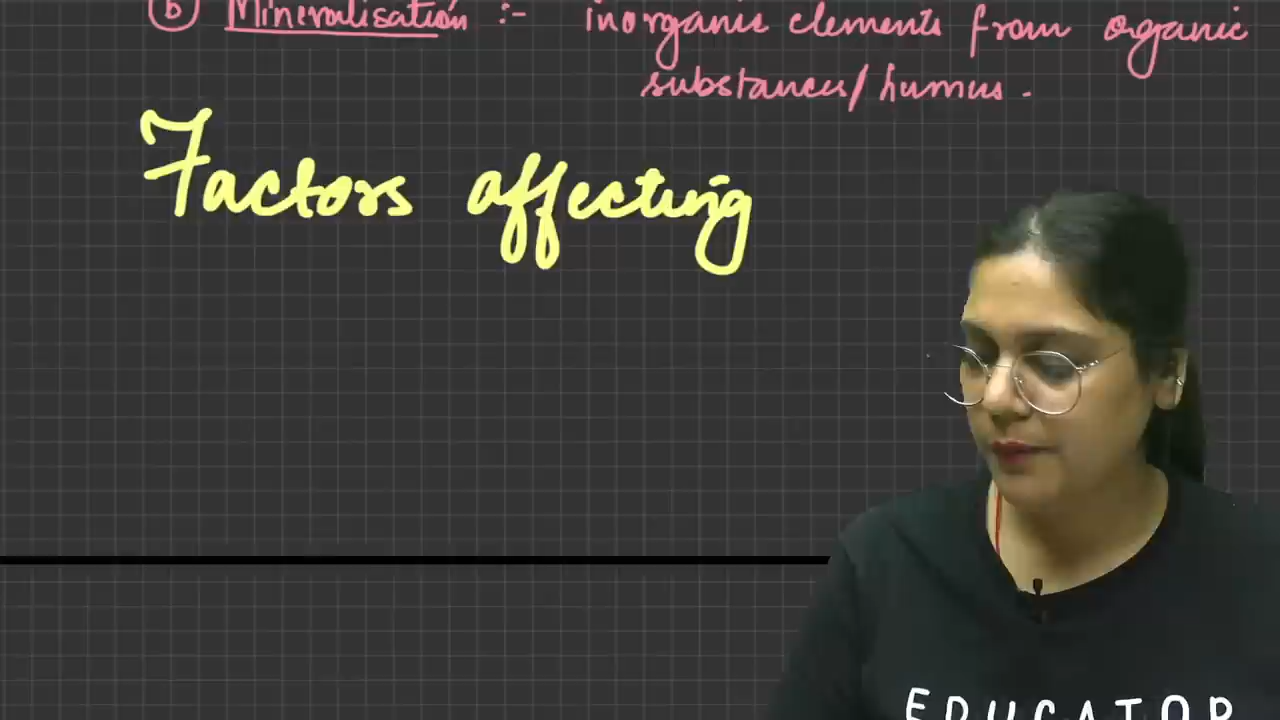 (b) Mineralisation :- inorganic elements from organic
substances/humus.
Factors affecting
EDUCATOR